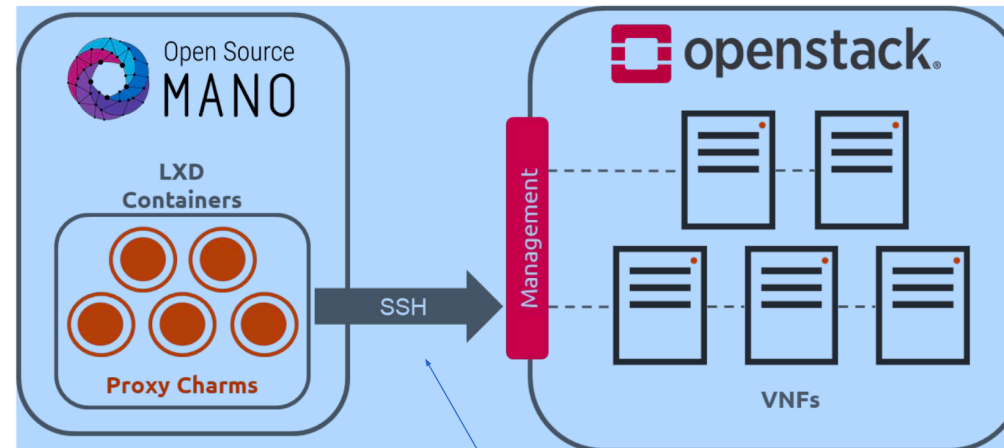 Open Source
MANO
LXD
Containers
Proxy Charms
SSH
Management
openstack.
VNFs